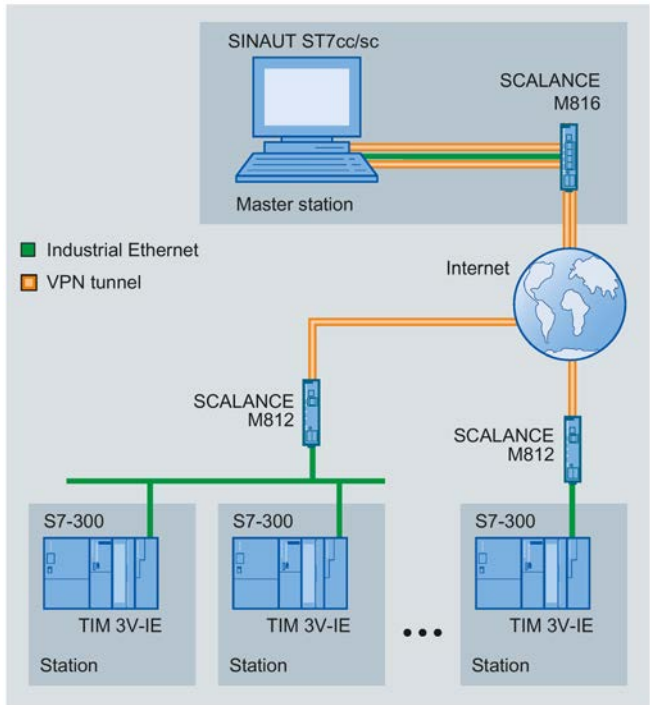 SINAUT ST7cc/sc
SCALANCE
M816
Master station
Industrial Ethernet
VPN tunnel
Internet
SCALANCE
M812
SCALANCE
M812
S7-300
TIM 3V-IE
Station
S7-300
TIM 3V-IE
Station
S7-300
TIM 3V-IE
Station